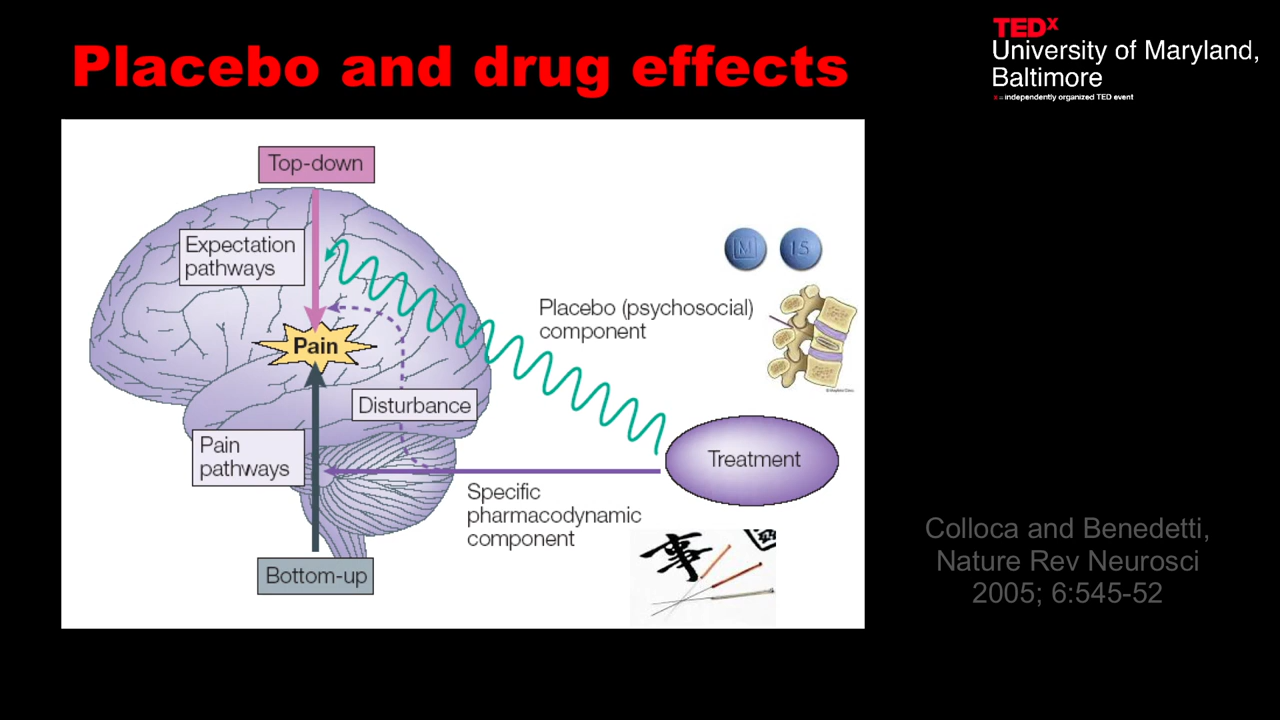 Placebo and drug effects
TEDx
University of Maryland,
Baltimore
x = independently organized TED event
Top-down
Expectation
pathways
M
15
Placebo (psychosocial)
component
Pain
Disturbance
Pain
pathways
Treatment
Specific
pharmacodynamic
component
事
Bottom-up
Colloca and Benedetti,
Nature Rev Neurosci
2005; 6:545-52